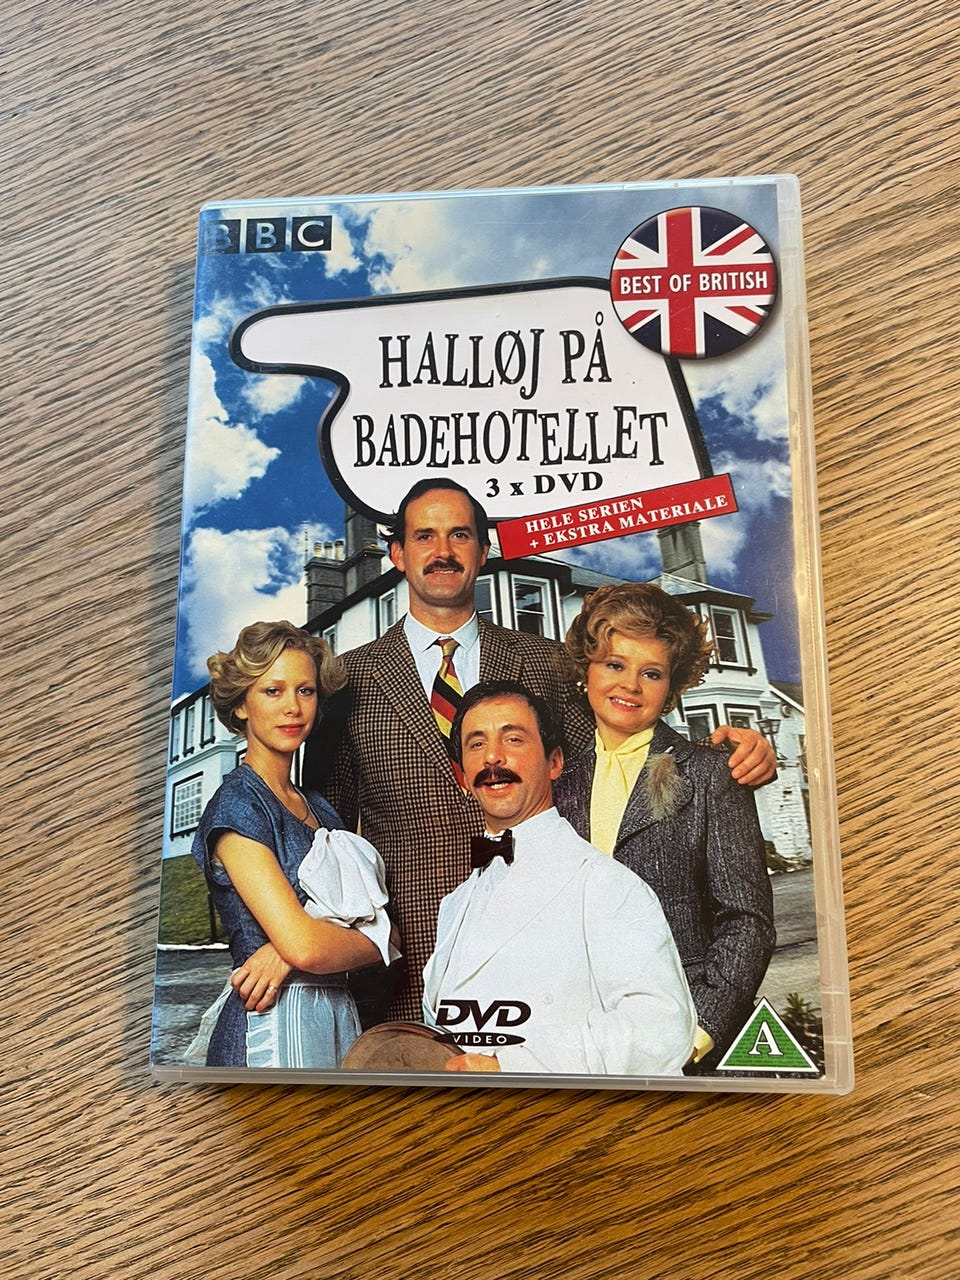 BBC
BEST OF BRITISH
HALLØJ PÅ
BADEHOTELLET
3 x DVD
HELE SERIEN
+ EKSTRA MATERIALE
DVD
VIDEO
A